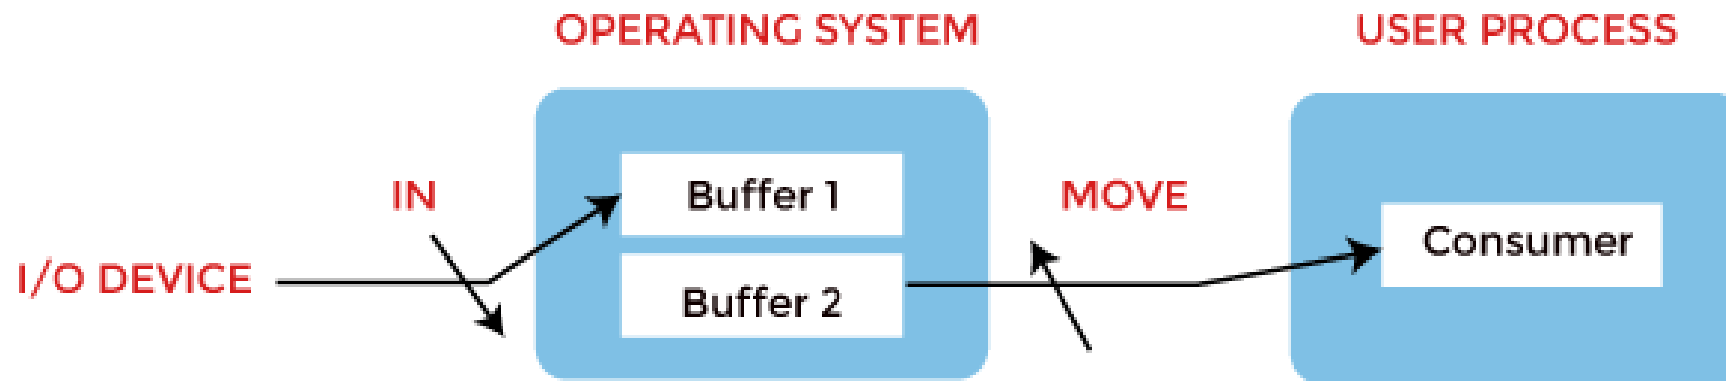 OPERATING SYSTEM
USER PROCESS
IN
Buffer 1
MOVE
I/O DEVICE
Buffer 2
Consumer